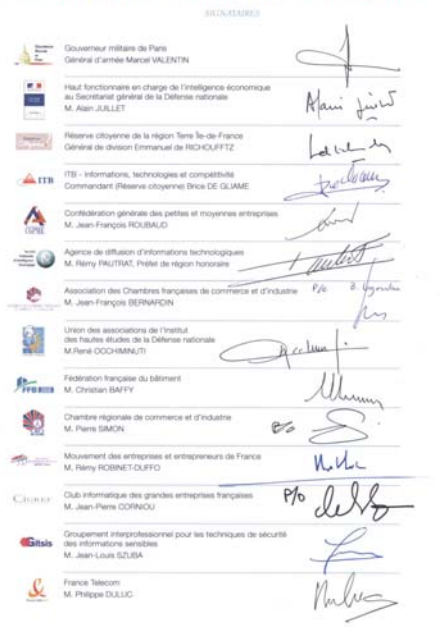 SIGNATAIRES
Gouverneur militaire de Paris
Général d'armée Marcel VALENTIN
Haut fonctionnaire en charge de l'intelligence économique
au Secrétariat général de la Défense nationale
M. Alain JUILLET
Alain Juillet
Réserve citoyenne de la région Terre Île-de-France
Général de division Emmanuel de RICHOUFFTZ
ITB
ITB - Informations, technologies et compétitivité
Commandant (Réserve citoyenne) Brice DE GLIAME
CGPME
Confédération générale des petites et moyennes entreprises
M. Jean-François ROUBAUD
Agence de diffusion d'informations technologiques
M. Rémy PAUTRAT, Préfet de région honoraire
Pautrat
Association des Chambres françaises de commerce et d'industrie
M. Jean-François BERNARDIN
P/o B.
Union des associations de l'Institut
des hautes études de la Défense nationale
M.René OCCHIMINUTI
FFB
Fédération française du bâtiment
M. Christian BAFFY
Chambre régionale de commerce et d'industrie
M. Pierre SIMON
P/o
Mouvement des entreprises et entrepreneurs de France
M. Rémy ROBINET-DUFFO
Cigref
Club informatique des grandes entreprises françaises
M. Jean-Pierre CORNIOU
P/o
Gitsis
Groupement interprofessionnel pour les techniques de sécurité
des informations sensibles
M. Jean-Louis SZUBA
France Telecom
M. Philippe DULUC